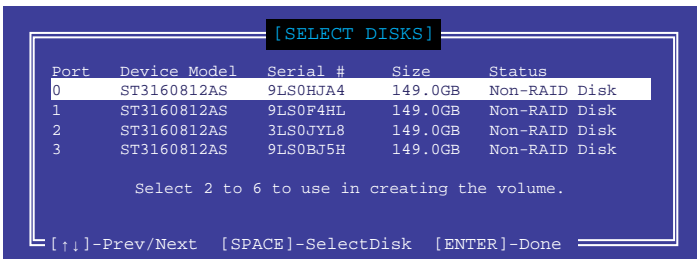 [SELECT DISKS]
Port Device Model Serial # Size Status
0 ST3160812AS 9LS0HJA4 149.0GB Non-RAID Disk
1 ST3160812AS 9LS0F4HL 149.0GB Non-RAID Disk
2 ST3160812AS 3LS0JYL8 149.0GB Non-RAID Disk
3 ST3160812AS 9LS0BJ5H 149.0GB Non-RAID Disk
Select 2 to 6 to use in creating the volume.
[↑↓]-Prev/Next [SPACE]-SelectDisk [ENTER]-Done